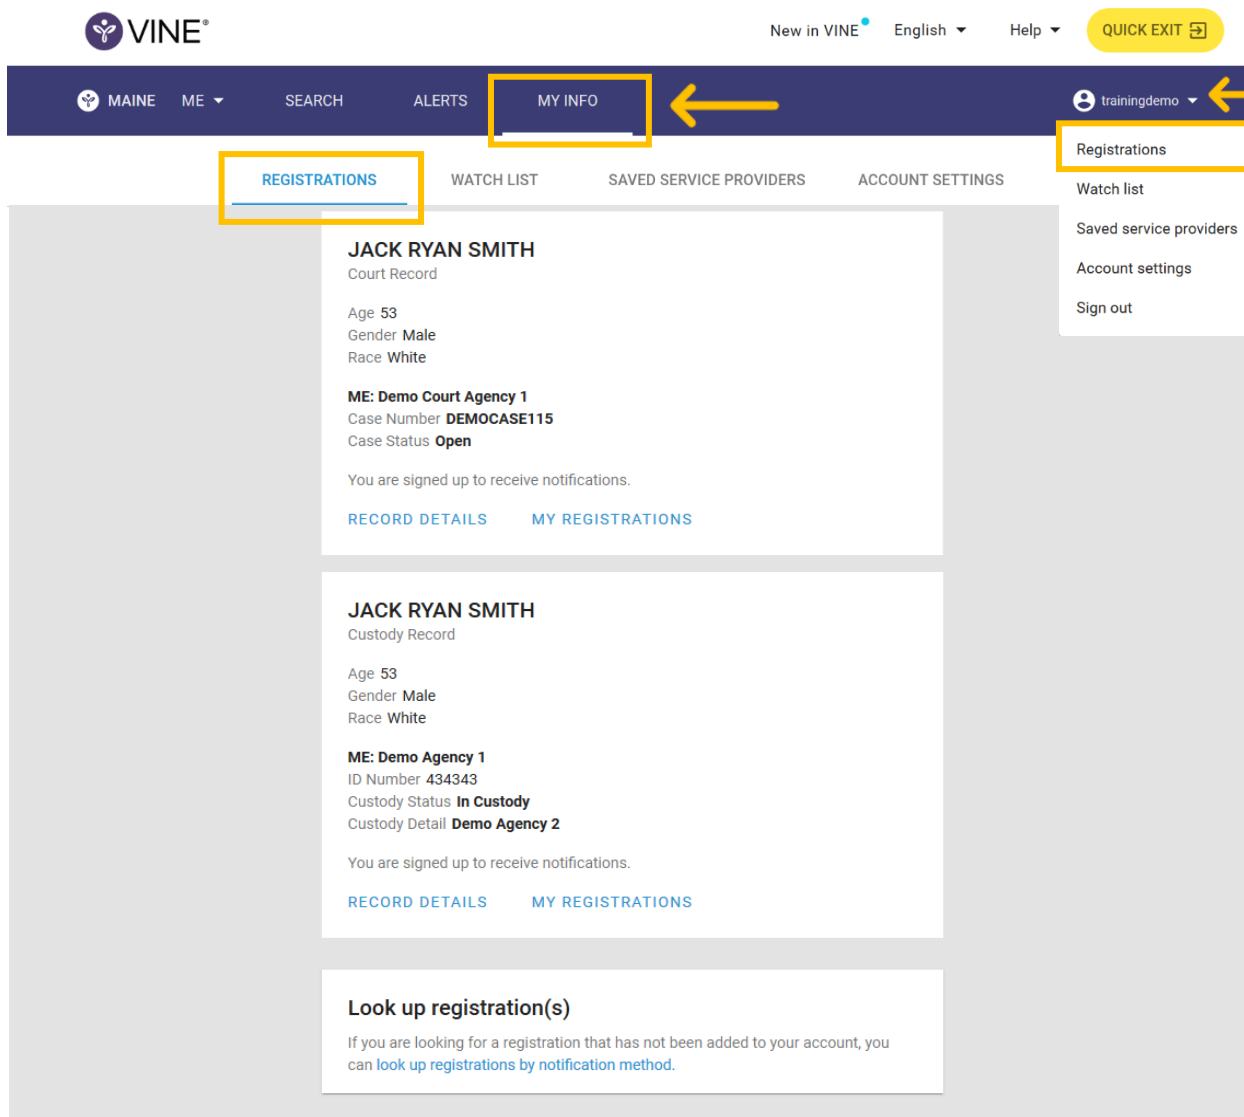 VINE®
New in VINE
English
Help
QUICK EXIT
MAINE
ME
SEARCH
ALERTS
MY INFO
trainingdemo
Registrations
Watch list
Saved service providers
Account settings
Sign out
REGISTRATIONS
WATCH LIST
SAVED SERVICE PROVIDERS
ACCOUNT SETTINGS
JACK RYAN SMITH
Court Record
Age 53
Gender Male
Race White
ME: Demo Court Agency 1
Case Number DEMOCASE115
Case Status Open
You are signed up to receive notifications.
RECORD DETAILS
MY REGISTRATIONS
JACK RYAN SMITH
Custody Record
Age 53
Gender Male
Race White
ME: Demo Agency 1
ID Number 434343
Custody Status In Custody
Custody Detail Demo Agency 2
You are signed up to receive notifications.
RECORD DETAILS
MY REGISTRATIONS
Look up registration(s)
If you are looking for a registration that has not been added to your account, you
can look up registrations by notification method.